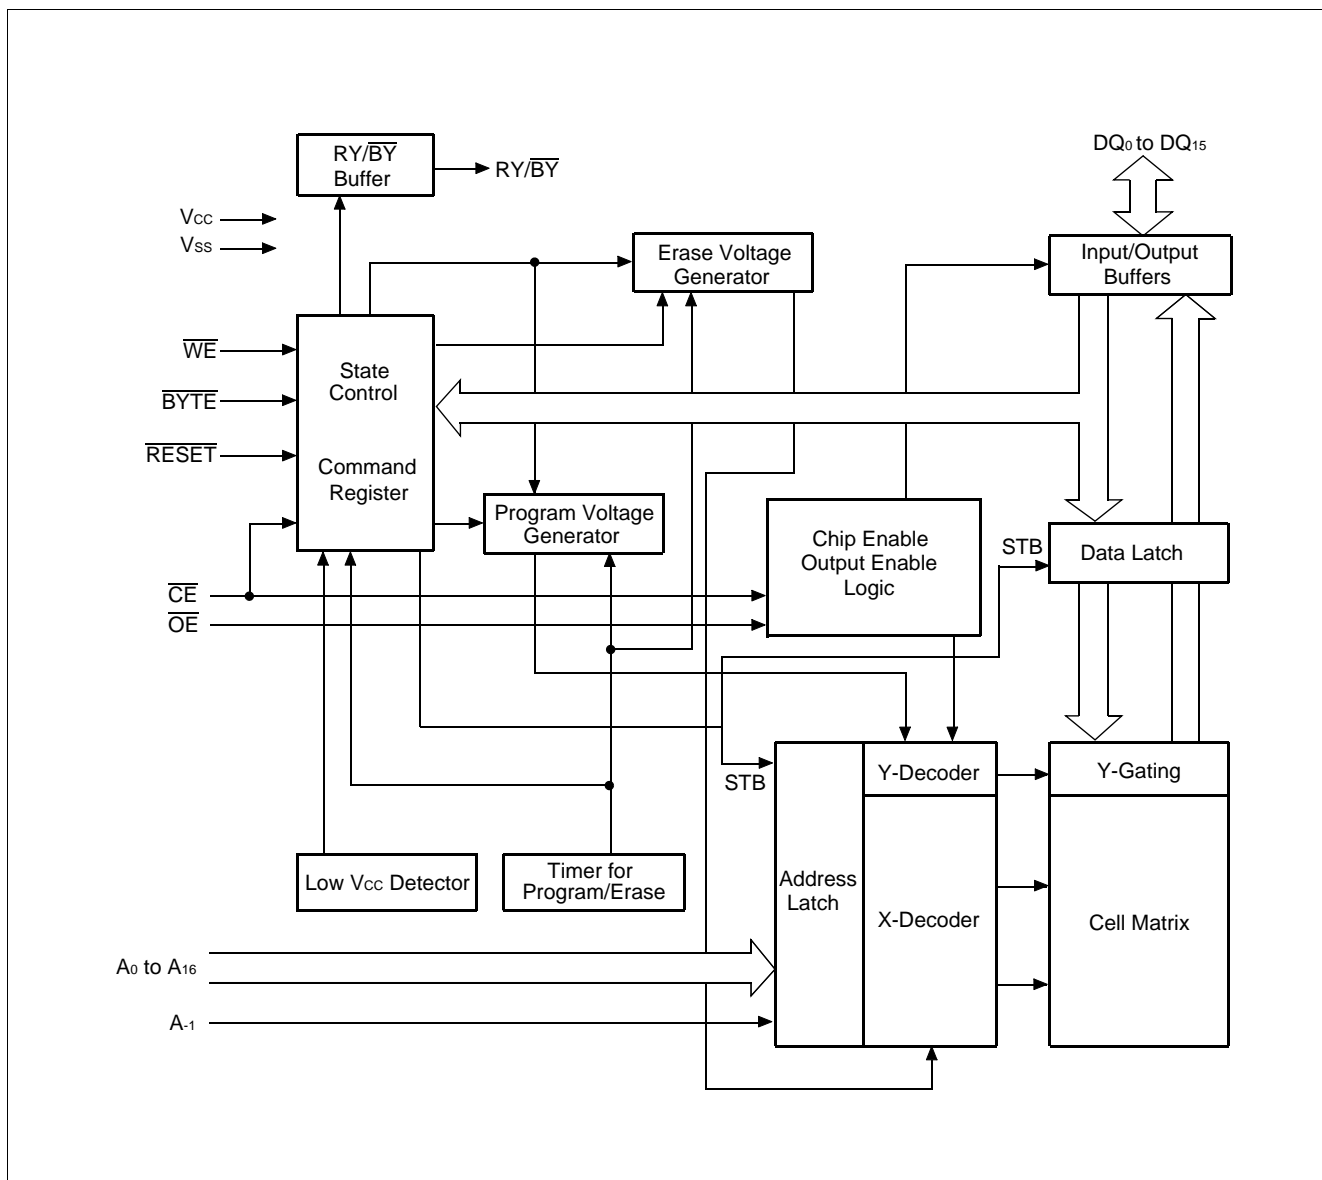 RY/BY
Buffer
RY/BY
DQ0 to DQ15
VCC
VSS
Erase Voltage
Generator
Input/Output
Buffers
WE
State
Control
BYTE
RESET
Command
Register
Program Voltage
Generator
Chip Enable
Output Enable
Logic
STB
Data Latch
CE
OE
STB
Y-Decoder
Y-Gating
Low VCC Detector
Timer for
Program/Erase
Address
Latch
X-Decoder
Cell Matrix
A0 to A16
A-1